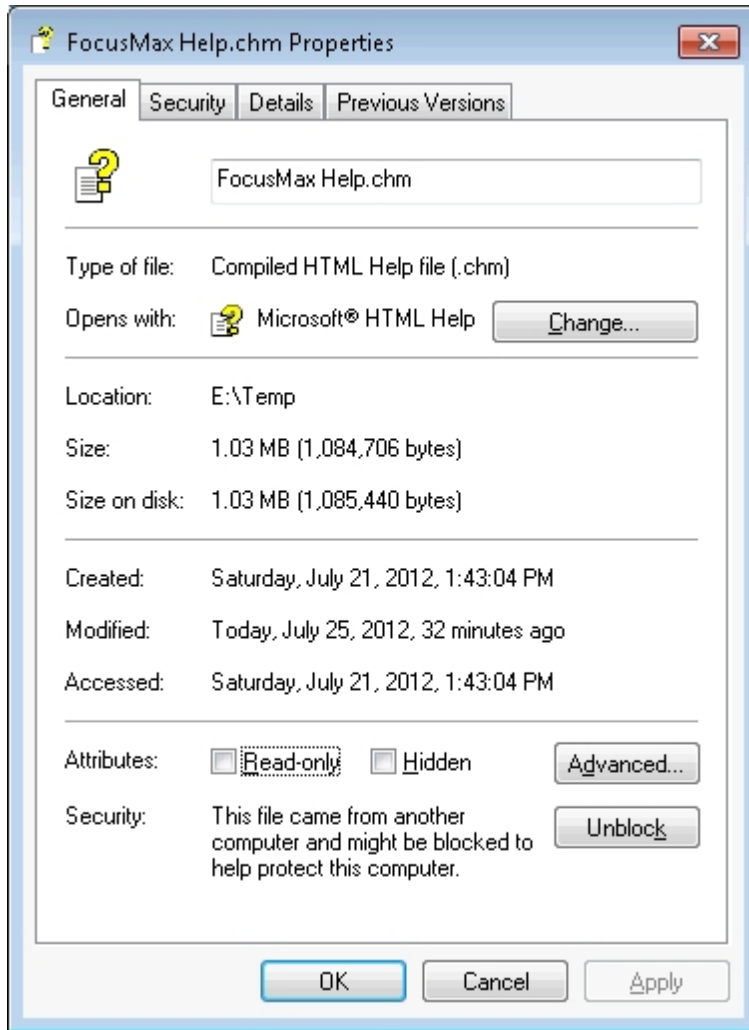 FocusMax Help.chm Properties
General Security Details Previous Versions
FocusMax Help.chm
Type of file: Compiled HTML Help file (.chm)
Opens with: Microsoft® HTML Help Change...
Location: E:\Temp
Size: 1.03 MB (1,084,706 bytes)
Size on disk: 1.03 MB (1,085,440 bytes)
Created: Saturday, July 21, 2012, 1:43:04 PM
Modified: Today, July 25, 2012, 32 minutes ago
Accessed: Saturday, July 21, 2012, 1:43:04 PM
Attributes: Read-only Hidden Advanced...
Security: This file came from another
computer and might be blocked to
help protect this computer.
Unblock
OK Cancel Apply